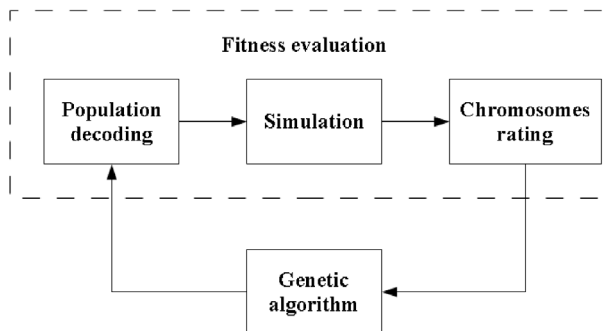 Fitness evaluation
Population
decoding
Simulation
Chromosomes
rating
Genetic
algorithm